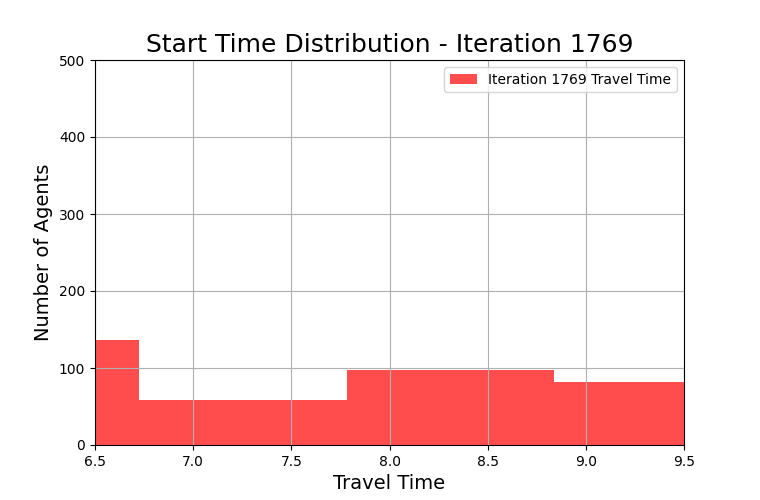 Start Time Distribution - Iteration 1769
500
Iteration 1769 Travel Time
400
300
200
100
0
Number of Agents
6.5 7.0 7.5 8.0 8.5 9.0 9.5
Travel Time